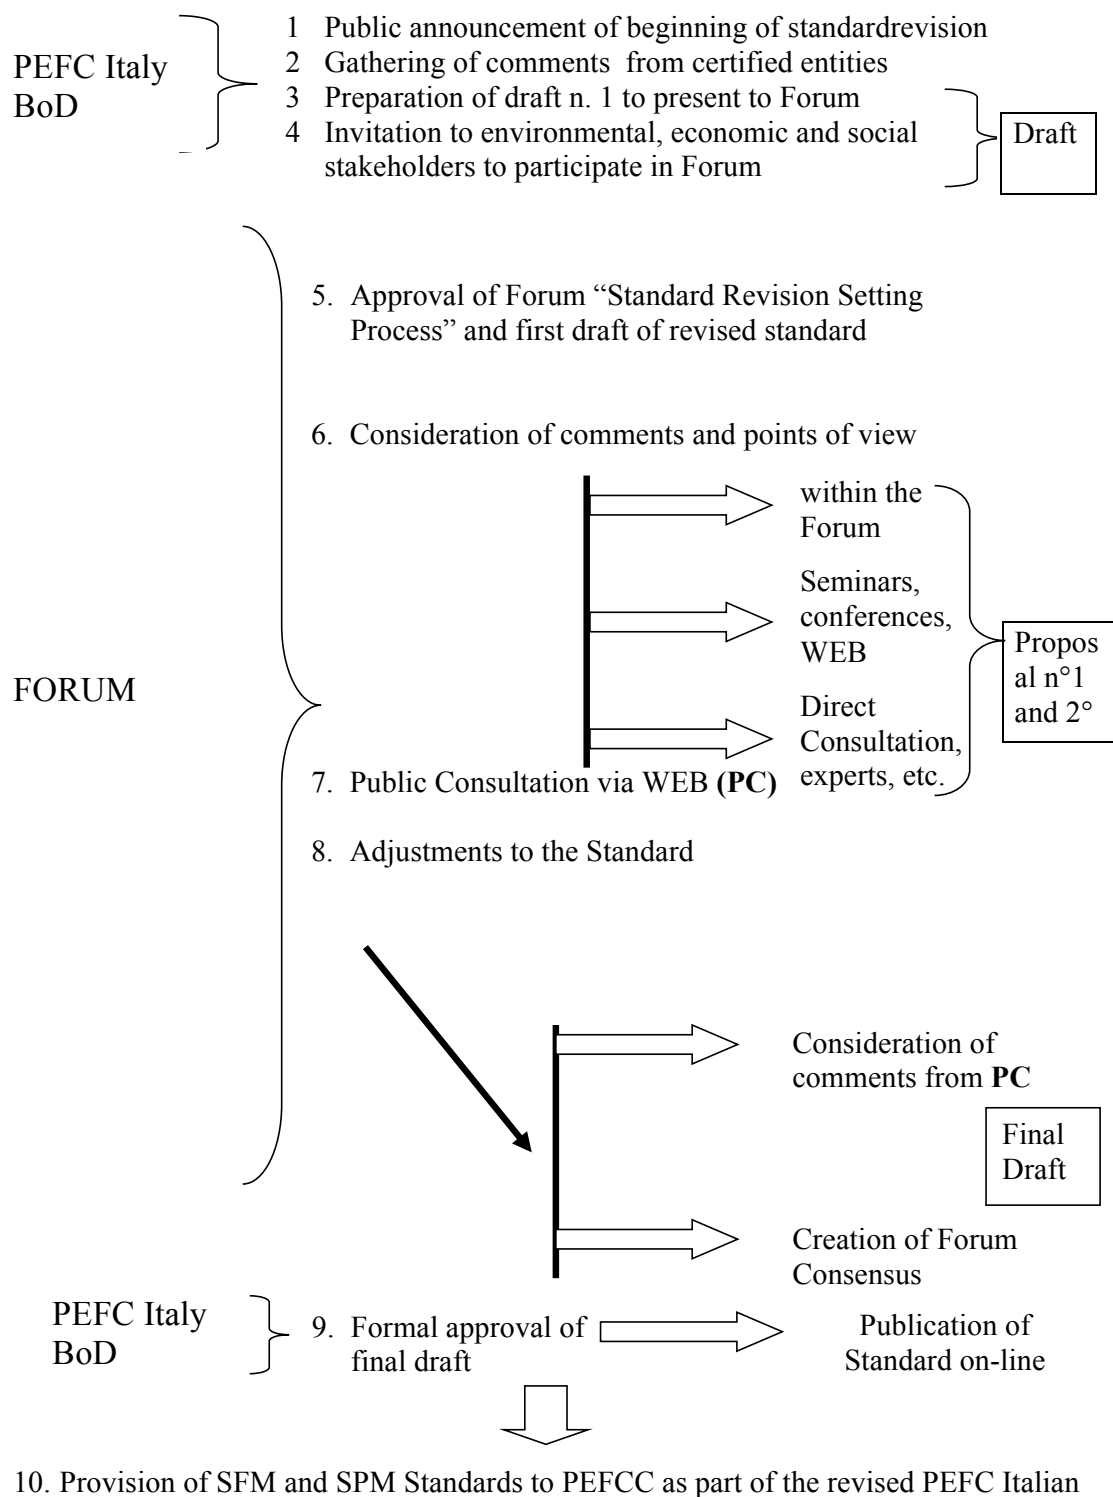 1 Public announcement of beginning of standardrevision
PEFC Italy
BoD
2 Gathering of comments from certified entities
3 Preparation of draft n. 1 to present to Forum
4 Invitation to environmental, economic and social
stakeholders to participate in Forum
Draft
5. Approval of Forum “Standard Revision Setting
Process” and first draft of revised standard
6. Consideration of comments and points of view
within the
Forum
Seminars,
conferences,
WEB
FORUM
Propos
al n°1
and 2°
Direct
Consultation,
experts, etc.
7. Public Consultation via WEB (PC)
8. Adjustments to the Standard
Consideration of
comments from PC
Final
Draft
Creation of Forum
Consensus
PEFC Italy
BoD
9. Formal approval of
final draft
Publication of
Standard on-line
10. Provision of SFM and SPM Standards to PEFCC as part of the revised PEFC Italian